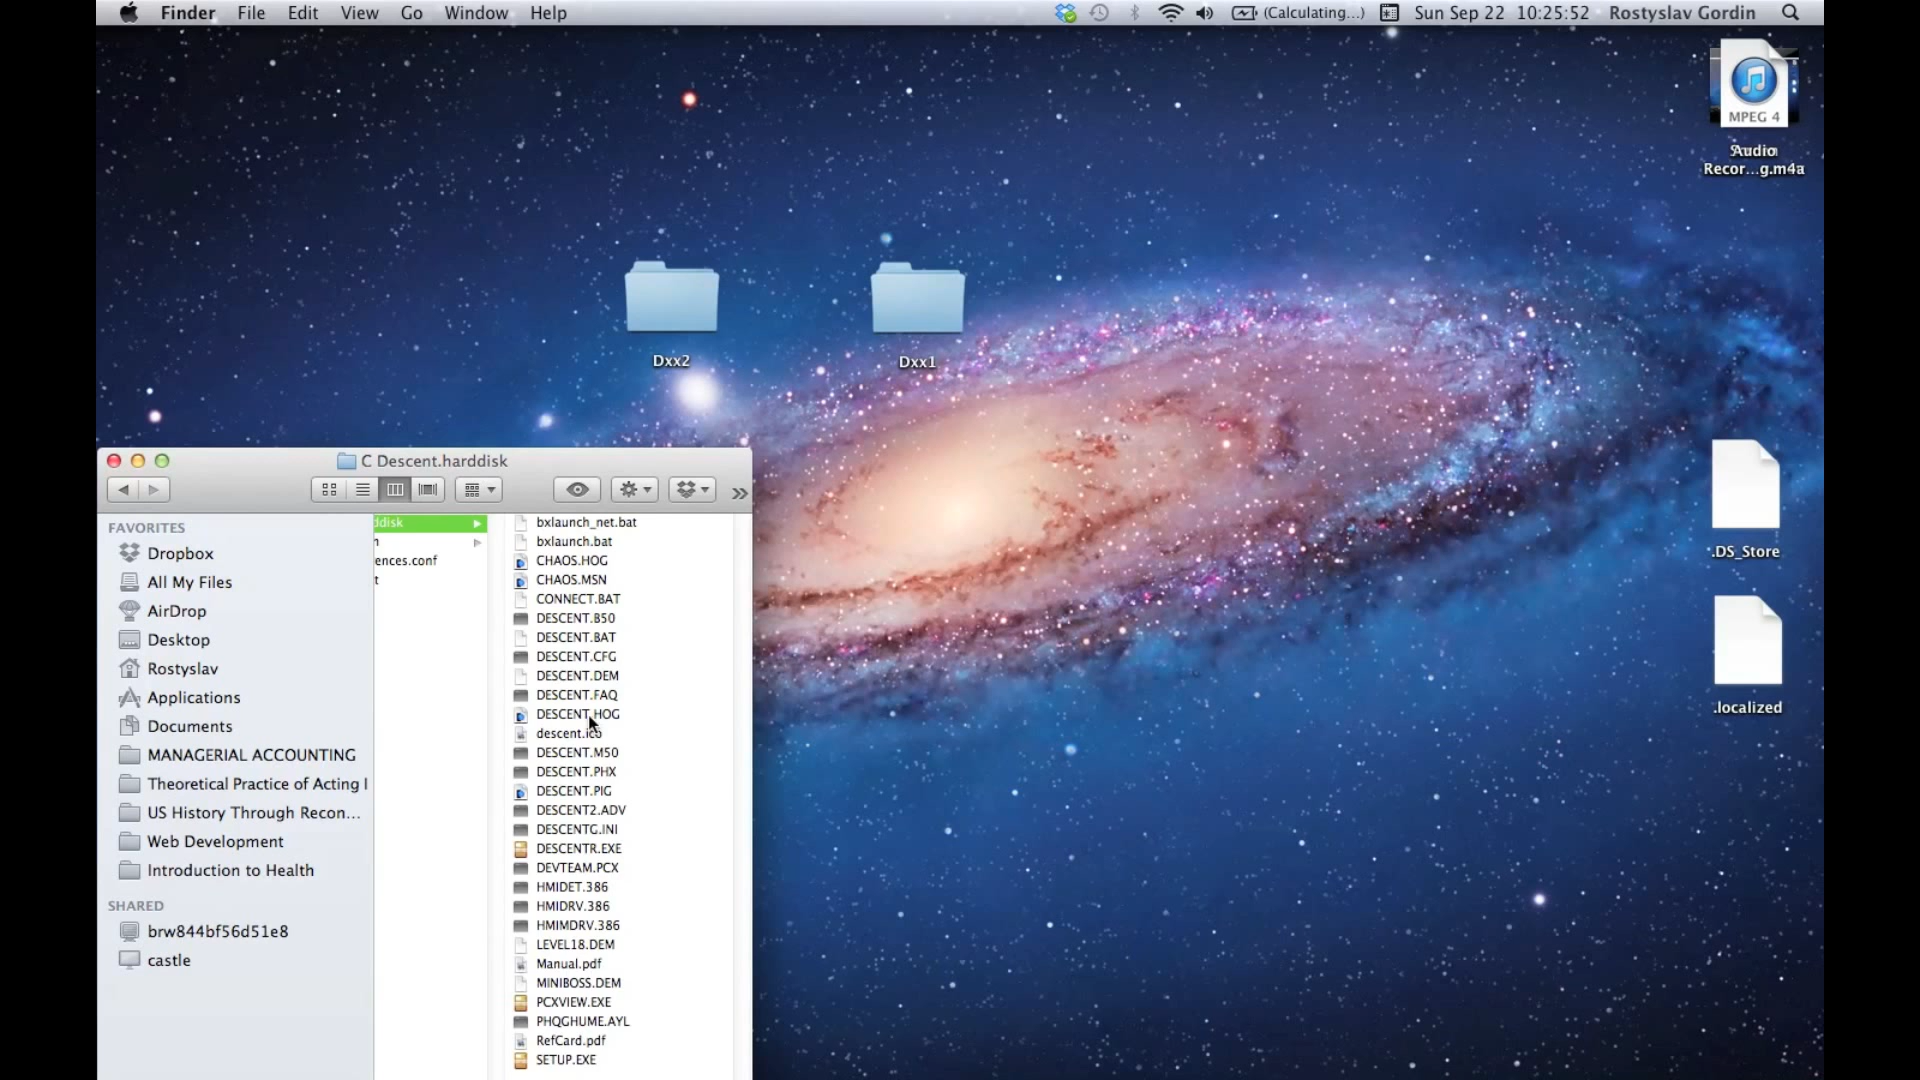 Finder File Edit View Go Window Help (Calculating...) Sun Sep 22 10:25:52 Rostyslav Gordin
MPEG 4
Audio
Recor...g.m4a
Dxx2
Dxx1
.DS_Store
.localized
C Descent.harddisk
FAVORITES
Dropbox
All My Files
AirDrop
Desktop
Rostyslav
Applications
Documents
MANAGERIAL ACCOUNTING
Theoretical Practice of Acting I
US History Through Recon...
Web Development
Introduction to Health
SHARED
brw844bf56d51e8
castle
ddisk
n
ences.conf
t
bxlaunch_net.bat
bxlaunch.bat
CHAOS.HOG
CHAOS.MSN
CONNECT.BAT
DESCENT.B50
DESCENT.BAT
DESCENT.CFG
DESCENT.DEM
DESCENT.FAQ
DESCENT.HOG
descent.ico
DESCENT.M50
DESCENT.PHX
DESCENT.PIG
DESCENT2.ADV
DESCENTG.INI
DESCENTR.EXE
DEVTEAM.PCX
HMIDET.386
HMIDRV.386
HMIMDRV.386
LEVEL18.DEM
Manual.pdf
MINIBOSS.DEM
PCXVIEW.EXE
PHQGHUME.AYL
RefCard.pdf
SETUP.EXE